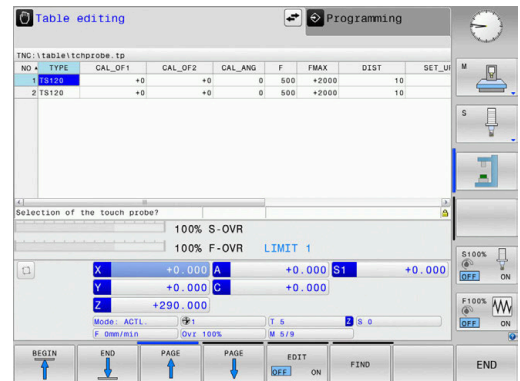 Table editing
Programming
TNC:\table\tchprobe.tp
NO TYPE CAL_OF1 CAL_OF2 CAL_ANG F FMAX DIST
1 TS120 +0 +0 0 500 +2000 10
2 TS120 +0 +0 0 500 +2000 10
Selection of the touch probe?
100% S-OVR
100% F-OVR LIMIT 1
X +0.000 A +0.000 S1 +0.000
Y +0.000 C +0.000
Z +290.000
Mode: ACTL. 1 T 5 Z S 0
F 0mm/min Ovr 100% M 5/9
M
S
S100%
OFF ON
F100%
OFF ON
BEGIN END PAGE PAGE EDIT FIND END
OFF ON